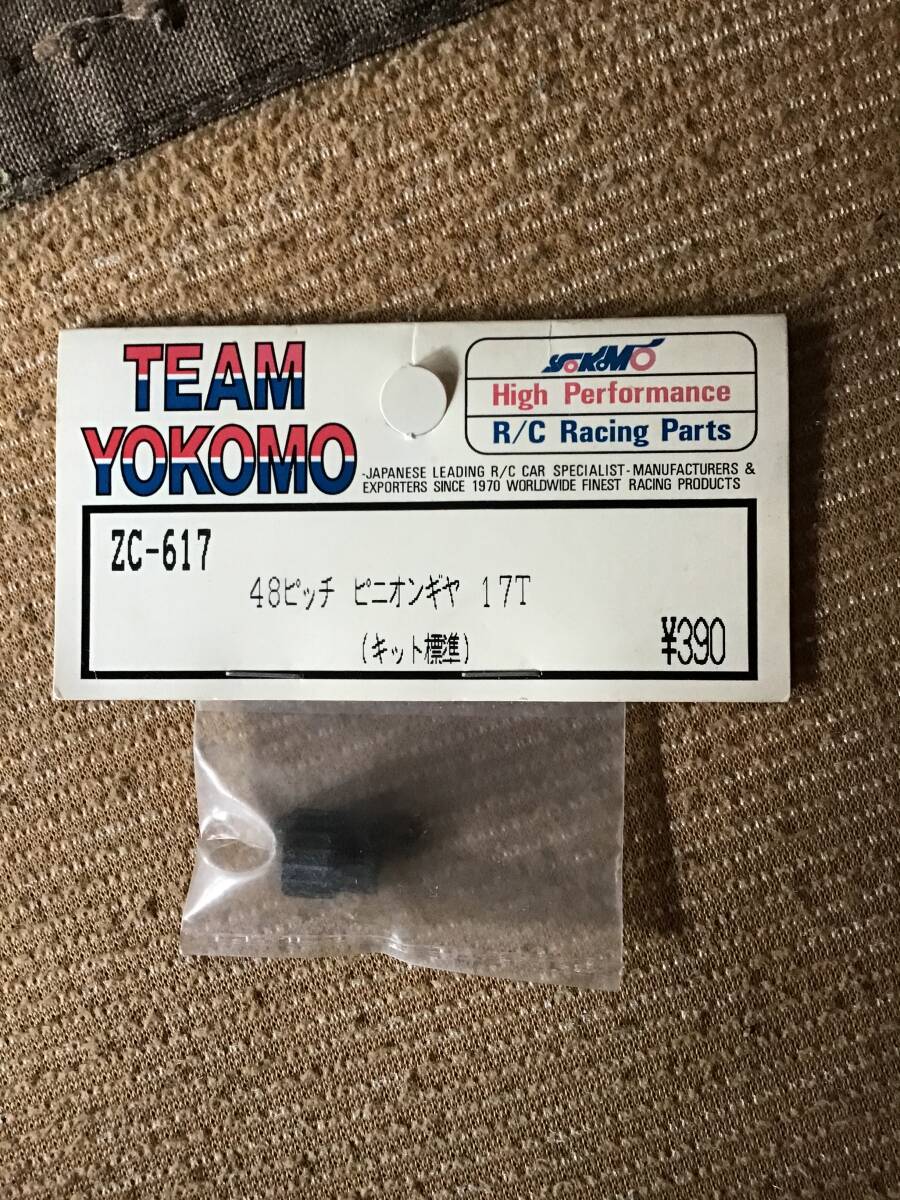 TEAM
YOKOMO
YOKOMO
High Performance
R/C Racing Parts
-JAPANESE LEADING R/C CAR SPECIALIST-MANUFACTURERS &
EXPORTERS SINCE 1970 WORLDWIDE FINEST RACING PRODUCTS
ZC-617
48ピッチ ピニオンギヤ 17T
(キット標準)
¥390